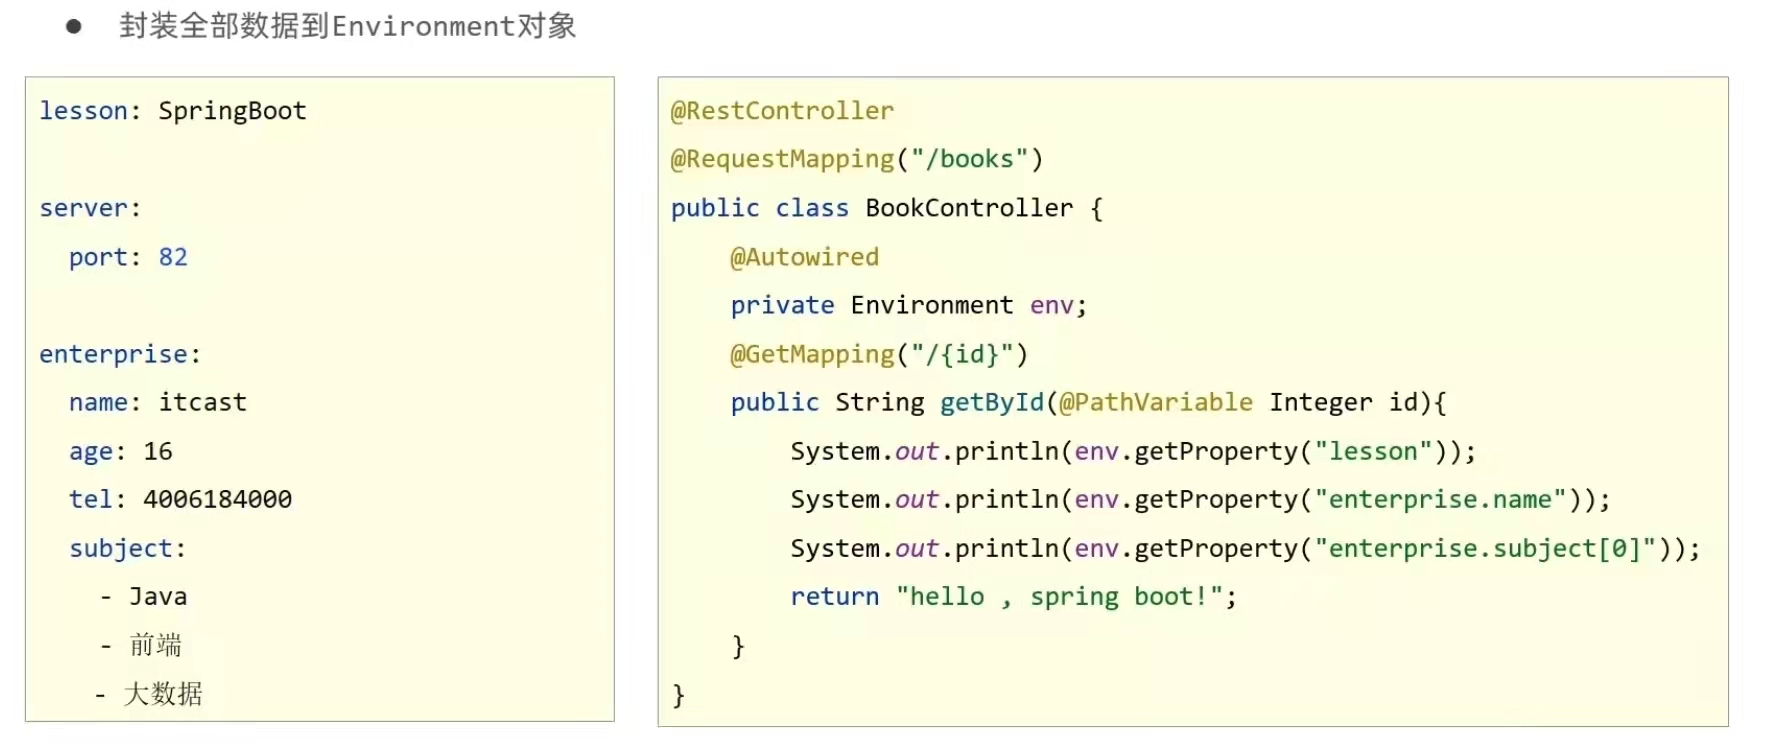 ● 封装全部数据到Environment对象
lesson: SpringBoot
server:
  port: 82
enterprise:
  name: itcast
  age: 16
  tel: 4006184000
  subject:
    - Java
    - 前端
    - 大数据
@RestController
@RequestMapping("/books")
public class BookController {
    @Autowired
    private Environment env;
    @GetMapping("/{id}")
    public String getById(@PathVariable Integer id){
        System.out.println(env.getProperty("lesson"));
        System.out.println(env.getProperty("enterprise.name"));
        System.out.println(env.getProperty("enterprise.subject[0]"));
        return "hello , spring boot!";
    }
}